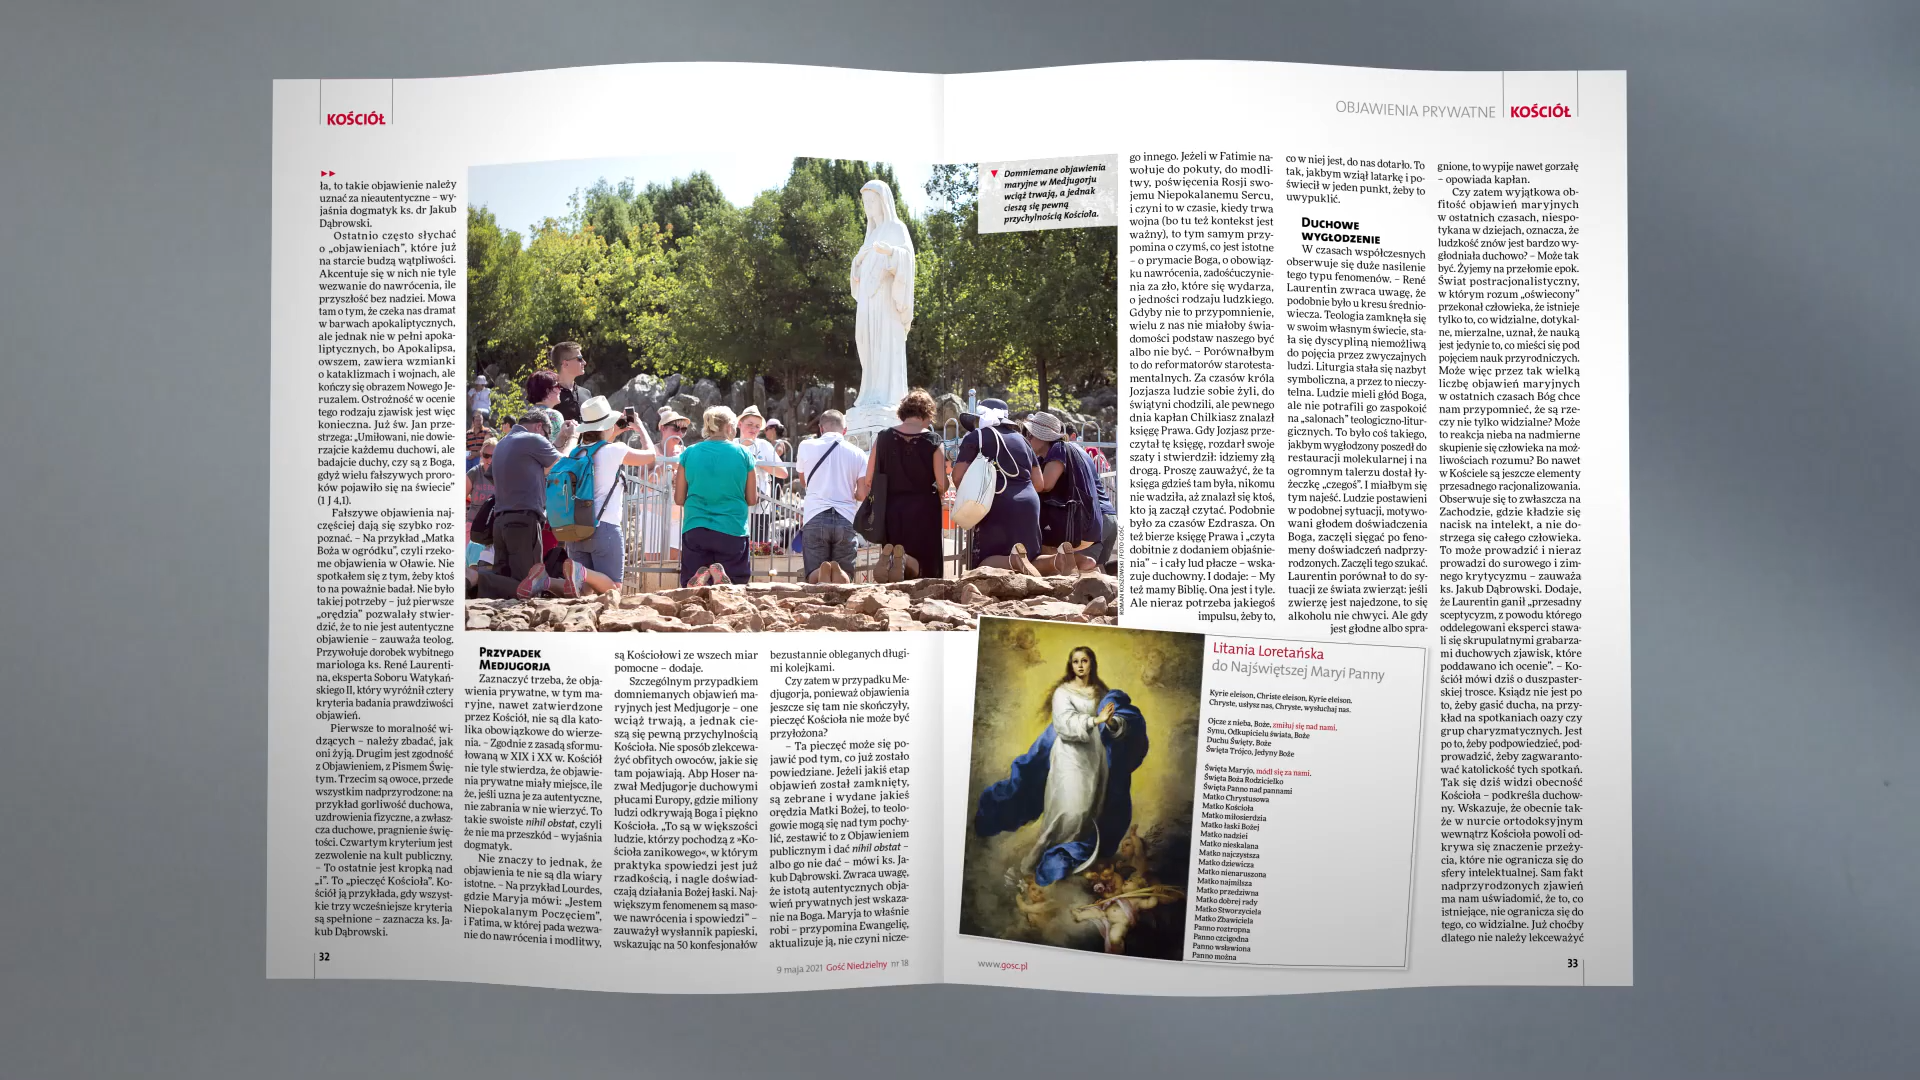 KOŚCIÓŁ
►►
ła, to takie objawienie należy
uznać za nieautentyczne – wy-
jaśnia dogmatyk ks. dr Jakub
Dąbrowski.
Ostatnio często słychać
o „objawieniach”, które już
na starcie budzą wątpliwości.
Akcentuje się w nich nie tyle
wezwanie do nawrócenia, ile
przyszłość bez nadziei. Mowa
tam o tym, że czeka nas dramat
w barwach apokaliptycznych,
ale jednak nie w pełni apoka-
liptycznych, bo Apokalipsa,
owszem, zawiera wzmianki
o kataklizmach i wojnach, ale
kończy się obrazem Nowego Je-
ruzalem. Ostrożność w ocenie
tego rodzaju zjawisk jest więc
konieczna. Już św. Jan prze-
strzega: „Umiłowani, nie dowie-
rzajcie każdemu duchowi, ale
badajcie duchy, czy są z Boga,
gdyż wielu fałszywych proro-
ków pojawiło się na świecie”
(1 J 4,1).
Fałszywe objawienia naj-
częściej dają się szybko roz-
poznać. – Na przykład „Matka
Boża w ogródku”, czyli rzeko-
me objawienia w Oławie. Nie
spotkałem się z tym, żeby ktoś
to na poważnie badał. Nie było
takiej potrzeby – już pierwsze
„orędzia” pozwalały stwier-
dzić, że to nie jest autentyczne
objawienie – zauważa teolog.
Przywołuje dorobek wybitnego
mariologa ks. René Laurenti-
na, eksperta Soboru Watykań-
skiego II, który wyróżnił cztery
kryteria badania prawdziwości
objawień.
Pierwsze to moralność wi-
dzących – należy zbadać, jak
oni żyją. Drugim jest zgodność
z Objawieniem, z Pismem Świę-
tym. Trzecim są owoce, przede
wszystkim nadprzyrodzone: na
przykład gorliwość duchowa,
uzdrowienia fizyczne, a zwłasz-
cza duchowe, pragnienie świę-
tości. Czwartym kryterium jest
zezwolenie na kult publiczny.
– To ostatnie jest kropką nad
„i”. To „pieczęć Kościoła”. Ko-
ściół ją przykłada, gdy wszyst-
kie trzy wcześniejsze kryteria
są spełnione – zaznacza ks. Ja-
kub Dąbrowski.
32
PRZYPADEK
MEDJUGORJA
Zaznaczyć trzeba, że obja-
wienia prywatne, w tym ma-
ryjne, nawet zatwierdzone
przez Kościół, nie są dla kato-
lika obowiązkowe do wierze-
nia. – Zgodnie z zasadą sformu-
łowaną w XIX i XX w. Kościół
nie tyle stwierdza, że objawie-
nia prywatne miały miejsce, ile
że, jeśli uzna je za autentyczne,
nie zabrania w nie wierzyć. To
takie swoiste nihil obstat, czyli
że nie ma przeszkód – wyjaśnia
dogmatyk.
Nie znaczy to jednak, że
objawienia te nie są dla wiary
istotne. – Na przykład Lourdes,
gdzie Maryja mówi: „Jestem
Niepokalanym Poczęciem”,
i Fatima, w której pada wezwa-
nie do nawrócenia i modlitwy,
są Kościołowi ze wszech miar
pomocne – dodaje.
Szczególnym przypadkiem
domniemanych objawień ma-
ryjnych jest Medjugorje – one
wciąż trwają, a jednak cie-
szą się pewną przychylnością
Kościoła. Nie sposób zlekcewa-
żyć obfitych owoców, jakie się
tam pojawiają. Abp Hoser na-
zwał Medjugorje duchowymi
płucami Europy, gdzie miliony
ludzi odkrywają Boga i piękno
Kościoła. „To są w większości
ludzie, którzy pochodzą z »Ko-
ścioła zanikowego«, w którym
praktyka spowiedzi jest już
rzadkością, i nagle doświad-
czają działania Bożej łaski. Naj-
większym fenomenem są maso-
we nawrócenia i spowiedzi” –
zauważył wysłannik papieski,
wskazując na 50 konfesjonałów
bezustannie obleganych długi-
mi kolejkami.
Czy zatem w przypadku Me-
djugorja, ponieważ objawienia
jeszcze się tam nie skończyły,
pieczęć Kościoła nie może być
przyłożona?
– Ta pieczęć może się po-
jawić pod tym, co już zostało
powiedziane. Jeżeli jakiś etap
objawień został zamknięty,
są zebrane i wydane jakieś
orędzia Matki Bożej, to teolo-
gowie mogą się nad tym pochy-
lić, zestawić to z Objawieniem
publicznym i dać nihil obstat –
albo go nie dać – mówi ks. Ja-
kub Dąbrowski. Zwraca uwagę,
że istotą autentycznych obja-
wień prywatnych jest wskaza-
nie na Boga. Maryja to właśnie
robi – przypomina Ewangelię,
aktualizuje ją, nie czyni nicze-
9 maja 2021 Gość Niedzielny nr 18
OBJAWIENIA PRYWATNE KOŚCIÓŁ
▼ Domniemane objawienia
maryjne w Medjugorju
wciąż trwają, a jednak
cieszą się pewną
przychylnością Kościoła.
ROMAN KOSZOWSKI /FOTO GOŚĆ
go innego. Jeżeli w Fatimie na-
wołuje do pokuty, do modli-
twy, poświęcenia Rosji swo-
jemu Niepokalanemu Sercu,
i czyni to w czasie, kiedy trwa
wojna (bo tu też kontekst jest
ważny), to tym samym przy-
pomina o czymś, co jest istotne
– o prymacie Boga, o obowiąz-
ku nawrócenia, zadośćuczynie-
nia za zło, które się wydarza,
o jedności rodzaju ludzkiego.
Gdyby nie to przypomnienie,
wielu z nas nie miałoby świa-
domości podstaw naszego być
albo nie być. – Porównałbym
to do reformatorów starotesta-
mentalnych. Za czasów króla
Jozjasza ludzie sobie żyli, do
świątyni chodzili, ale pewnego
dnia kapłan Chilkiasz znalazł
księgę Prawa. Gdy Jozjasz prze-
czytał tę księgę, rozdarł swoje
szaty i stwierdził: idziemy złą
drogą. Proszę zauważyć, że ta
księga gdzieś tam była, nikomu
nie wadziła, aż znalazł się ktoś,
kto ją zaczął czytać. Podobnie
było za czasów Ezdrasza. On
też bierze księgę Prawa i „czyta
dobitnie z dodaniem objaśnie-
nia” – i cały lud płacze – wska-
zuje duchowny. I dodaje: – My
też mamy Biblię. Ona jest i tyle.
Ale nieraz potrzeba jakiegoś
impulsu, żeby to,
co w niej jest, do nas dotarło. To
tak, jakbym wziął latarkę i po-
świecił w jeden punkt, żeby to
uwypuklić.
DUCHOWE
WYGŁODZENIE
W czasach współczesnych
obserwuje się duże nasilenie
tego typu fenomenów. – René
Laurentin zwraca uwagę, że
podobnie było u kresu średnio-
wiecza. Teologia zamknęła się
w swoim własnym świecie, sta-
ła się dyscypliną niemożliwą
do pojęcia przez zwyczajnych
ludzi. Liturgia stała się nazbyt
symboliczna, a przez to nieczy-
telna. Ludzie mieli głód Boga,
ale nie potrafili go zaspokoić
na „salonach” teologiczno-litur-
gicznych. To było coś takiego,
jakbym wygłodzony poszedł do
restauracji molekularnej i na
ogromnym talerzu dostał ły-
żeczkę „czegoś”. I miałbym się
tym najeść. Ludzie postawieni
w podobnej sytuacji, motywo-
wani głodem doświadczenia
Boga, zaczęli sięgać po feno-
meny doświadczeń nadprzy-
rodzonych. Zaczęli tego szukać.
Laurentin porównał to do sy-
tuacji ze świata zwierząt: jeśli
zwierzę jest najedzone, to się
alkoholu nie chwyci. Ale gdy
jest głodne albo spra-
gnione, to wypije nawet gorzałę
– opowiada kapłan.
Czy zatem wyjątkowa ob-
fitość objawień maryjnych
w ostatnich czasach, niespo-
tykana w dziejach, oznacza, że
ludzkość znów jest bardzo wy-
głodniała duchowo? – Może tak
być. Żyjemy na przełomie epok.
Świat postracjonalistyczny,
w którym rozum „oświecony”
przekonał człowieka, że istnieje
tylko to, co widzialne, dotykal-
ne, mierzalne, uznał, że nauką
jest jedynie to, co mieści się pod
pojęciem nauk przyrodniczych.
Może więc przez tak wielką
liczbę objawień maryjnych
w ostatnich czasach Bóg chce
nam przypomnieć, że są rze-
czy nie tylko widzialne? Może
to reakcja nieba na nadmierne
skupienie się człowieka na moż-
liwościach rozumu? Bo nawet
w Kościele są jeszcze elementy
przesadnego racjonalizowania.
Obserwuje się to zwłaszcza na
Zachodzie, gdzie kładzie się
nacisk na intelekt, a nie do-
strzega się całego człowieka.
To może prowadzić i nieraz
prowadzi do surowego i zim-
nego krytycyzmu – zauważa
ks. Jakub Dąbrowski. Dodaje,
że Laurentin ganił „przesadny
sceptycyzm, z powodu którego
oddelegowani eksperci stawa-
li się skrupulatnymi grabarza-
mi duchowych zjawisk, które
poddawano ich ocenie”. – Ko-
ściół mówi dziś o duszpaster-
skiej trosce. Ksiądz nie jest po
to, żeby gasić ducha, na przy-
kład na spotkaniach oazy czy
grup charyzmatycznych. Jest
po to, żeby podpowiedzieć, pod-
prowadzić, żeby zagwaranto-
wać katolickość tych spotkań.
Tak się dziś widzi obecność
Kościoła – podkreśla duchow-
ny. Wskazuje, że obecnie tak-
że w nurcie ortodoksyjnym
wewnątrz Kościoła powoli od-
krywa się znaczenie przeży-
cia, które nie ogranicza się do
sfery intelektualnej. Sam fakt
nadprzyrodzonych zjawień
ma nam uświadomić, że to, co
istniejące, nie ogranicza się do
tego, co widzialne. Już choćby
dlatego nie należy lekceważyć
Litania Loretańska
do Najświętszej Maryi Panny
Kyrie eleison, Christe eleison, Kyrie eleison.
Chryste, usłysz nas, Chryste, wysłuchaj nas.
Ojcze z nieba, Boże, zmiłuj się nad nami.
Synu, Odkupicielu świata, Boże
Duchu Święty, Boże
Święta Trójco, Jedyny Boże
Święta Maryjo, módl się za nami.
Święta Boża Rodzicielko
Święta Panno nad pannami
Matko Chrystusowa
Matko Kościoła
Matko miłosierdzia
Matko łaski Bożej
Matko nadziei
Matko nieskalana
Matko najczystsza
Matko dziewicza
Matko nienaruszona
Matko najmilsza
Matko przedziwna
Matko dobrej rady
Matko Stworzyciela
Matko Zbawiciela
Panno roztropna
Panno czcigodna
Panno wsławiona
Panno można
www.gosc.pl
33